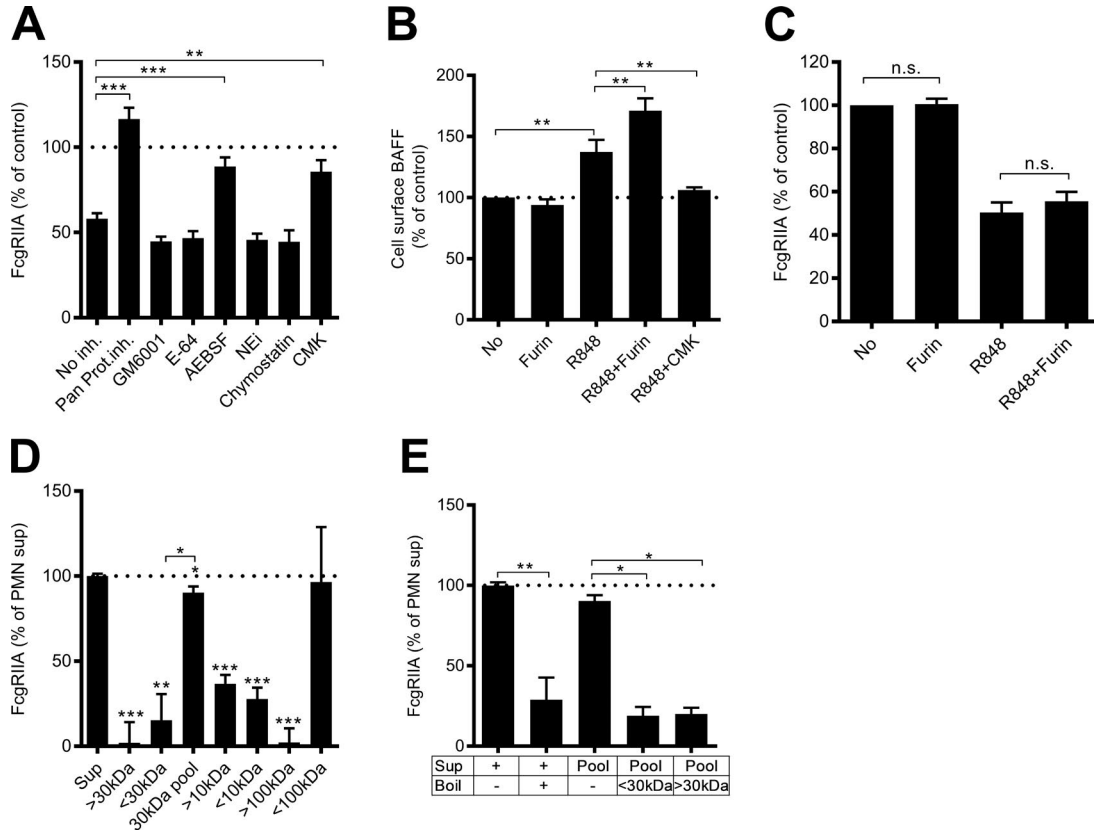 A
FcgRIIA (% of control)
150
100
50
0
***
***
**
No inh.
Pan Prot.inh.
GM6001
E-64
AEBSF
NEi
Chymostatin
CMK
B
Cell surface BAFF
(% of control)
200
150
100
50
0
**
**
**
No
Furin
R848
R848+Furin
R848+CMK
C
FcgRIIA (% of control)
120
100
80
60
40
20
0
n.s.
n.s.
No
Furin
R848
R848+Furin
D
FcgRIIA (% of PMN sup)
150
100
50
0
*
*
***
**
***
***
***
Sup
>30kDa
<30kDa
30kDa pool
>10kDa
<10kDa
>100kDa
<100kDa
E
FcgRIIA (% of PMN sup)
150
100
50
0
**
*
*
Sup + + Pool Pool Pool
Boil - + - <30kDa >30kDa